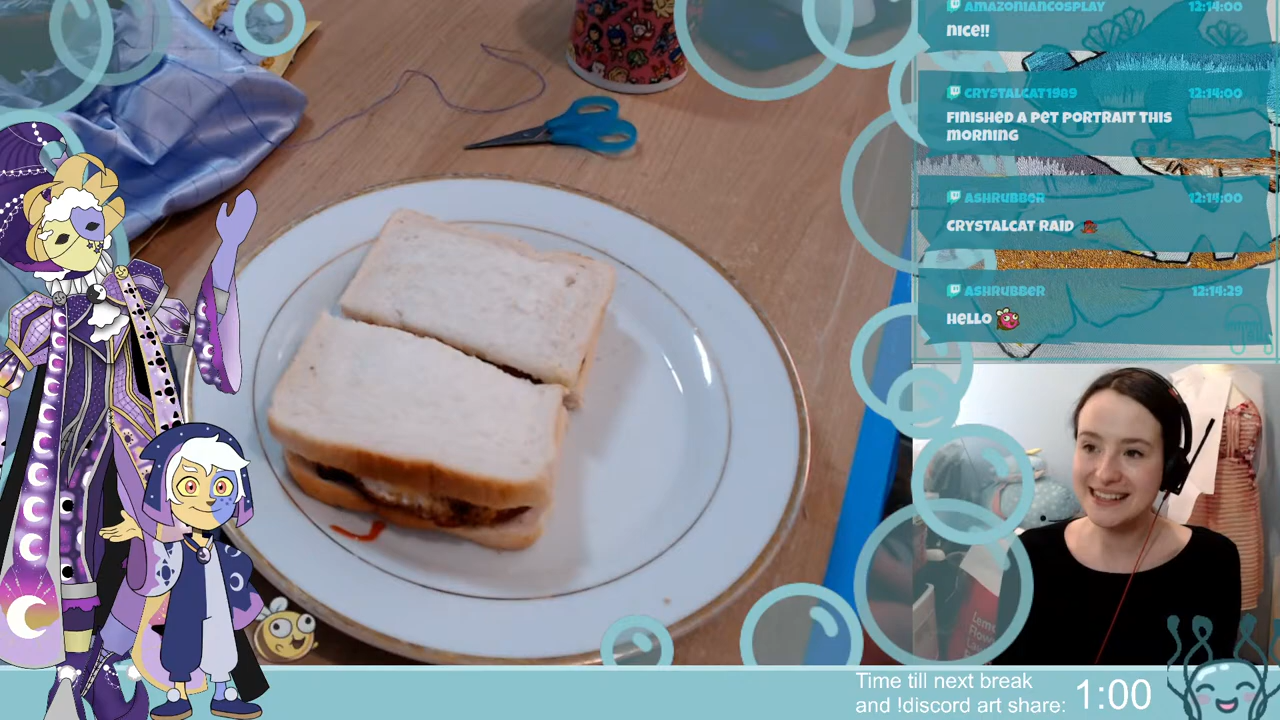 AMAZONIANCOSPLAY 12:14:00
NICE!!
CRYSTALCAT1989 12:14:00
FINISHED A PET PORTRAIT THIS
MORNING
ASHRUBBER 12:14:00
CRYSTALCAT RAID
ASHRUBBER 12:14:29
HELLO
Time till next break
and !discord art share: 1:00